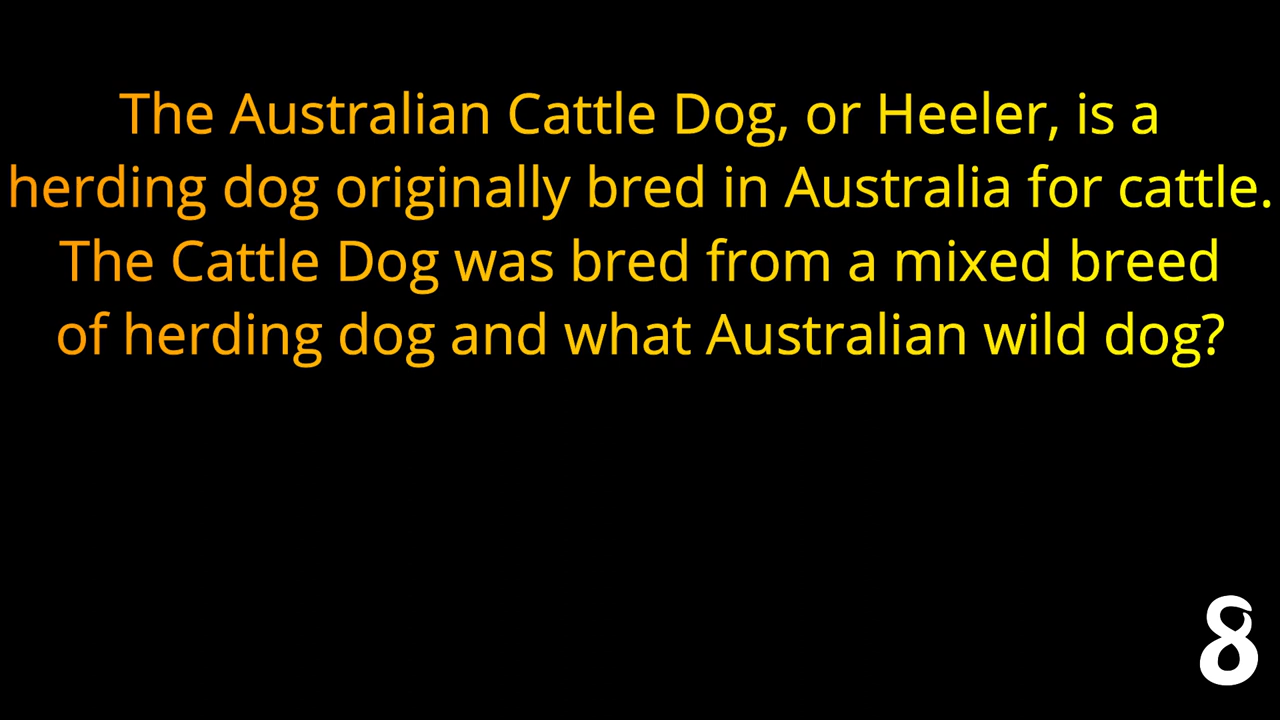 The Australian Cattle Dog, or Heeler, is a
herding dog originally bred in Australia for cattle.
The Cattle Dog was bred from a mixed breed
of herding dog and what Australian wild dog?
8